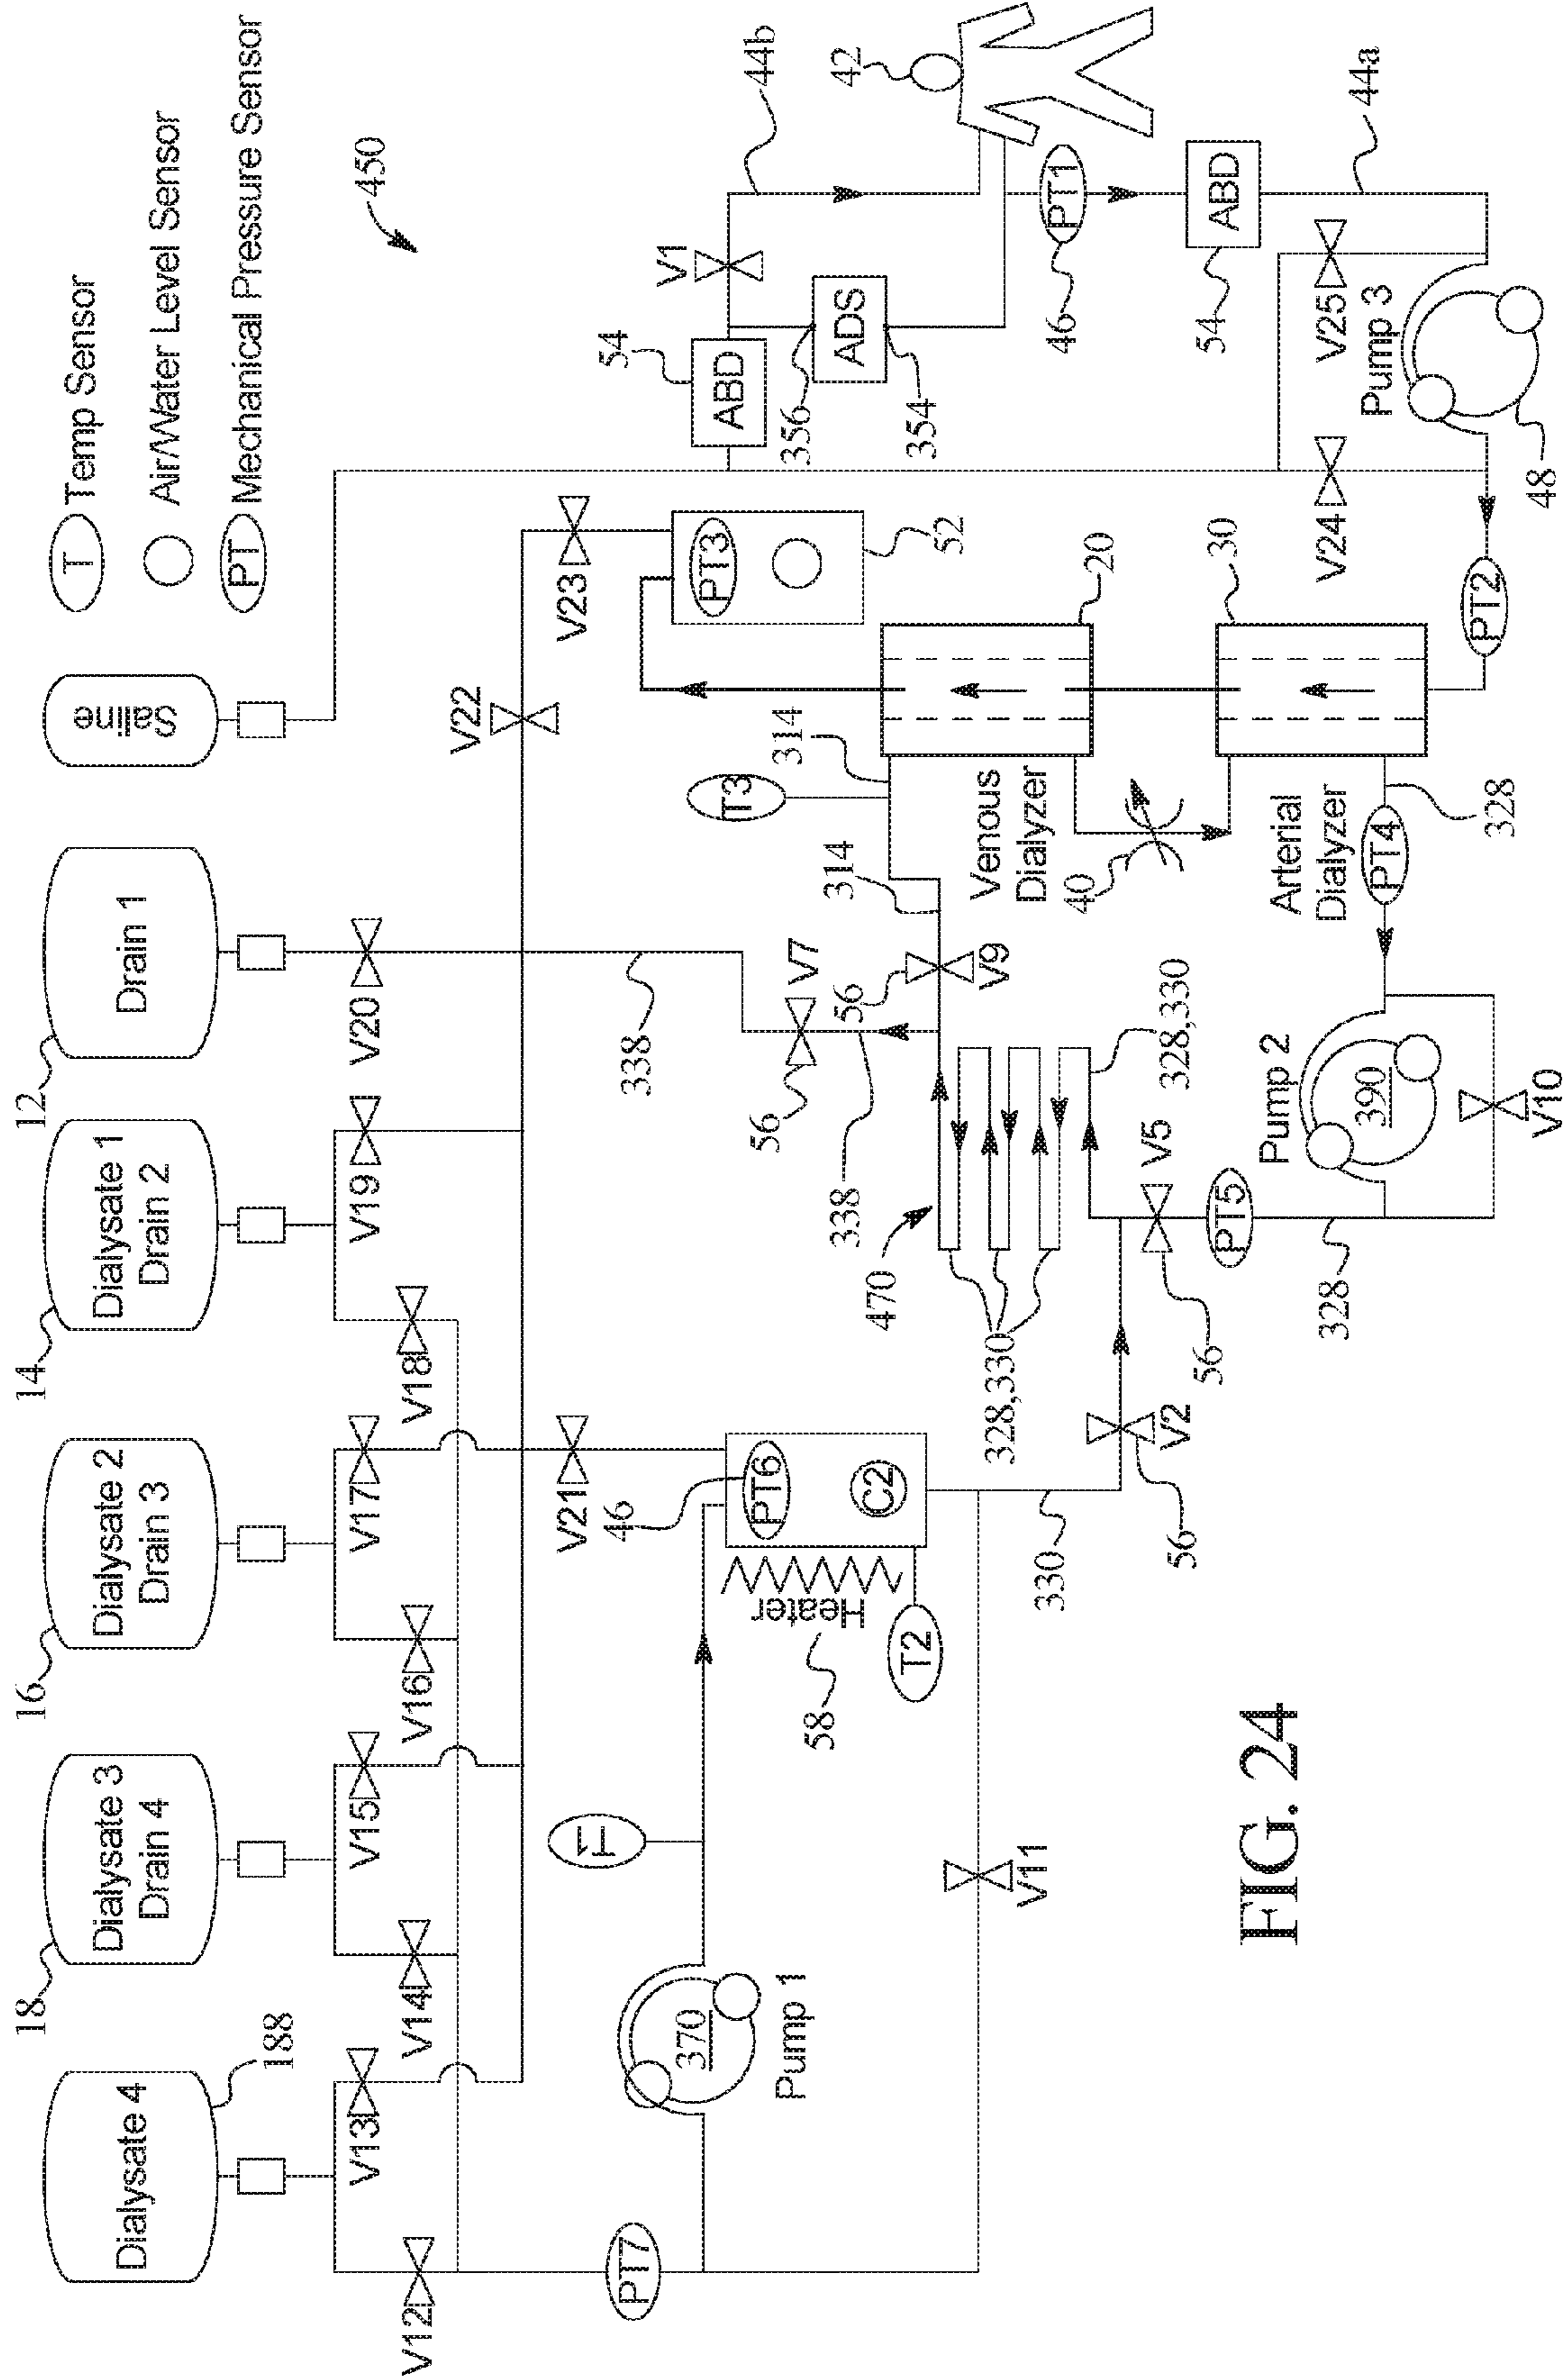 T Temp Sensor
Air/Water Level Sensor
PT Mechanical Pressure Sensor
450
12
14
16
18
188
Dialysate 4
Dialysate 3
Drain 4
Dialysate 2
Drain 3
Dialysate 1
Drain 2
Drain 1
Saline
V12
V13
V14
V15
V16
V17
V18
V19
V20
V22
V23
V21
PT7
T1
370
Pump 1
V11
PT6
46
C2
Heater
58
T2
330
V2
56
338
V7
56
338
56
V9
314
314
T3
470
328,330
328,330
V5
56
PT5
328
Pump 2
390
V10
PT4
328
Venous
Dialyzer
40
Arterial
Dialyzer
20
30
PT3
52
PT2
V24
V25
Pump 3
48
54
ABD
V1
44b
356
ADS
354
42
PT1
46
ABD
54
44a
FIG. 24